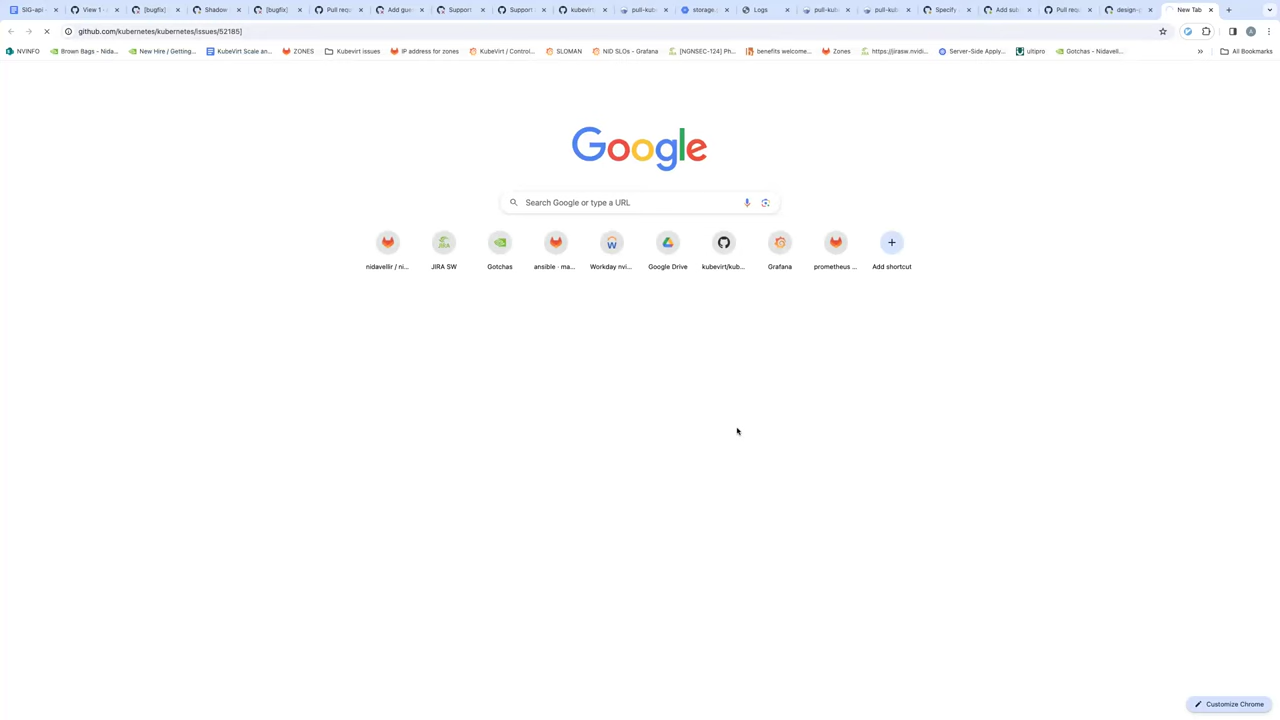 SIG-api -
View 1 ·
[bugfix]
Shadow
[bugfix]
Pull requ
Add gue
Support
Support
kubevirt
pull-kub
storage
Logs
pull-kub
pull-kub
Specify
Add sub
Pull requ
design-p
New Tab
github.com/kubernetes/kubernetes/issues/52185]
NVINFO
Brown Bags - Nida...
New Hire / Getting...
KubeVirt Scale an...
ZONES
Kubevirt issues
IP address for zones
KubeVirt / Control...
SLOMAN
NID SLOs - Grafana
[NGNSEC-124] Ph...
benefits welcome...
Zones
https://jirasw.nvidi...
Server-Side Apply...
ultipro
Gotchas - Nidavell...
»
All Bookmarks
Google
Search Google or type a URL
nidavellir / ni...
JIRA SW
Gotchas
ansible · ma...
Workday nvi...
Google Drive
kubevirt/kub...
Grafana
prometheus ...
Add shortcut
Customize Chrome